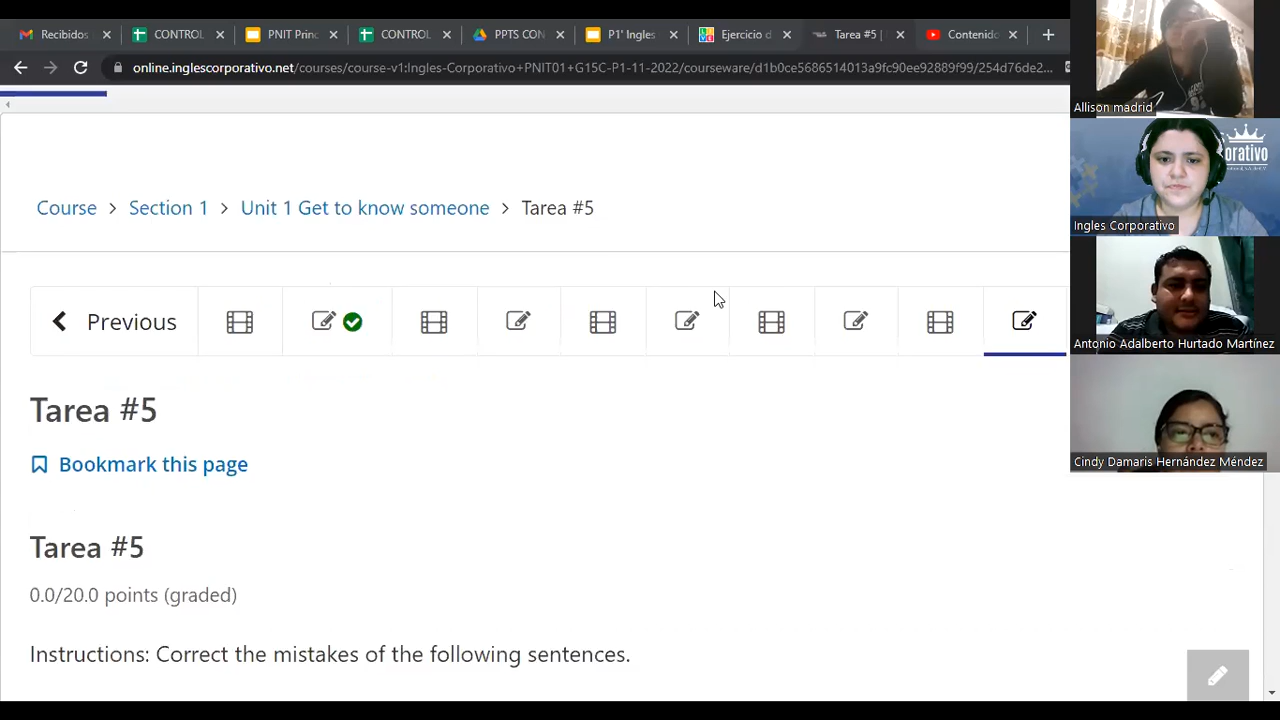 Recibidos
CONTROL
PNIT Princ
CONTROL
PPTS CON
P1' Ingles
Ejercicio d
Tarea #5 |
Contenido
online.inglescorporativo.net/courses/course-v1:Ingles-Corporativo+PNIT01+G15C-P1-11-2022/courseware/d1b0ce5686514013a9fc90ee92889f99/254d76de2...
Allison madrid
orativo
Ingles Corporativo
Antonio Adalberto Hurtado Martínez
Cindy Damaris Hernández Méndez
Course > Section 1 > Unit 1 Get to know someone > Tarea #5
Previous
Tarea #5
Bookmark this page
Tarea #5
0.0/20.0 points (graded)
Instructions: Correct the mistakes of the following sentences.